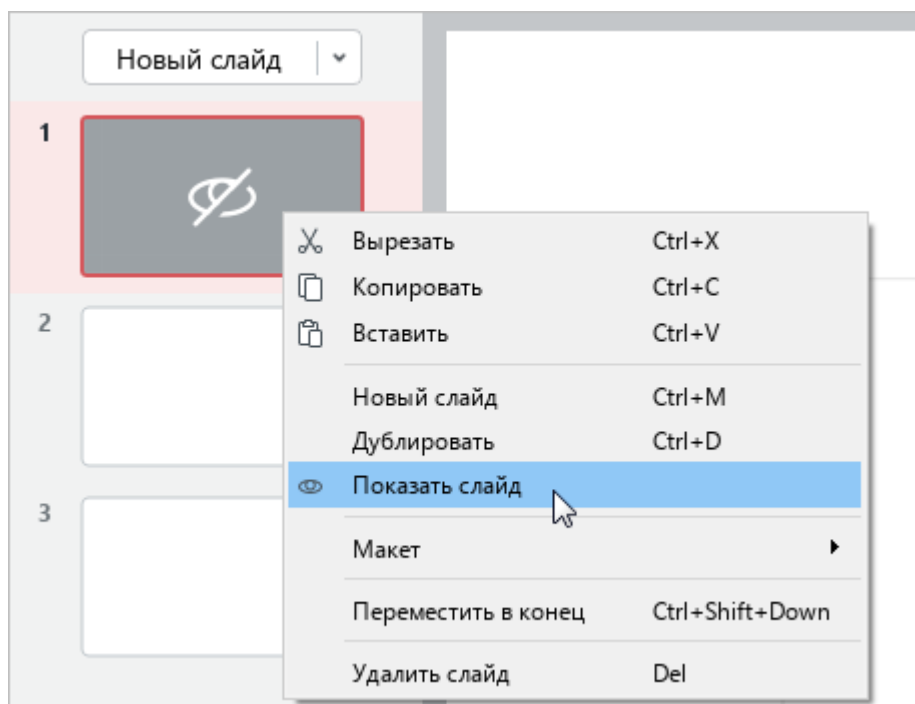 Новый слайд
1
Вырезать Ctrl+X
Копировать Ctrl+C
2
Вставить Ctrl+V
Новый слайд Ctrl+M
Дублировать Ctrl+D
Показать слайд
3
Макет
Переместить в конец Ctrl+Shift+Down
Удалить слайд Del